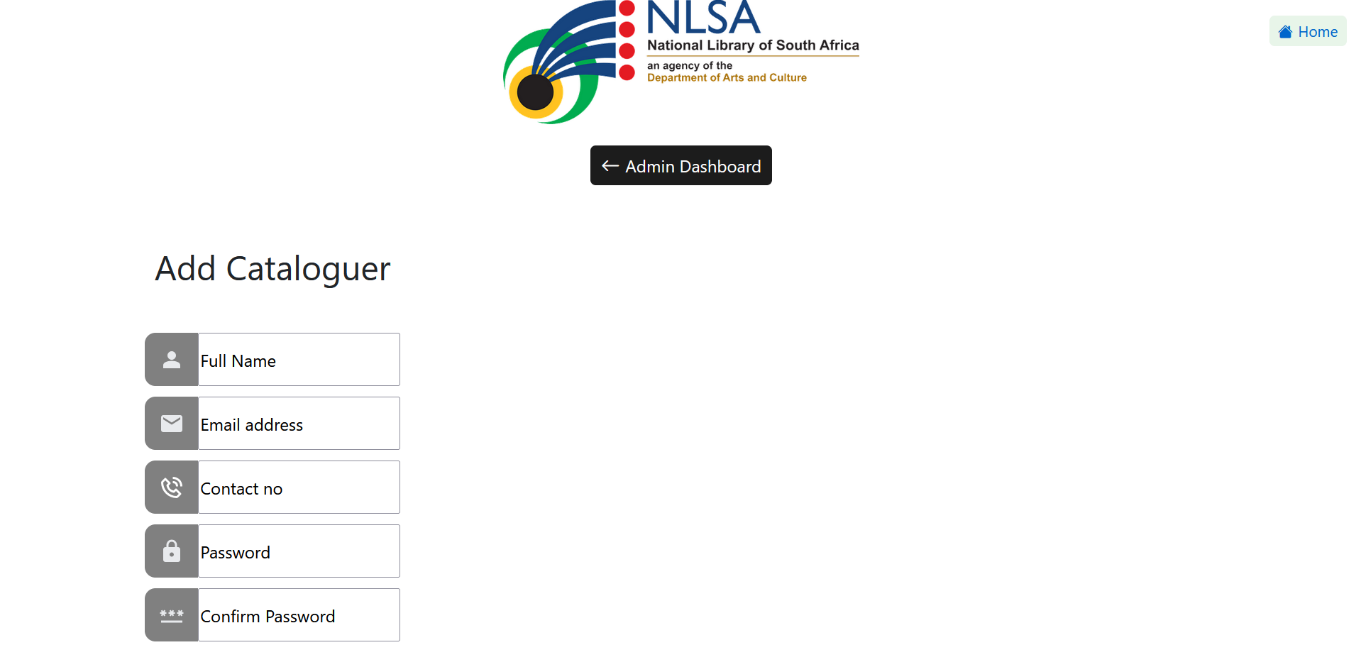 NLSA
National Library of South Africa
an agency of the
Department of Arts and Culture
Home
Admin Dashboard
Add Cataloguer
Full Name
Email address
Contact no
Password
Confirm Password